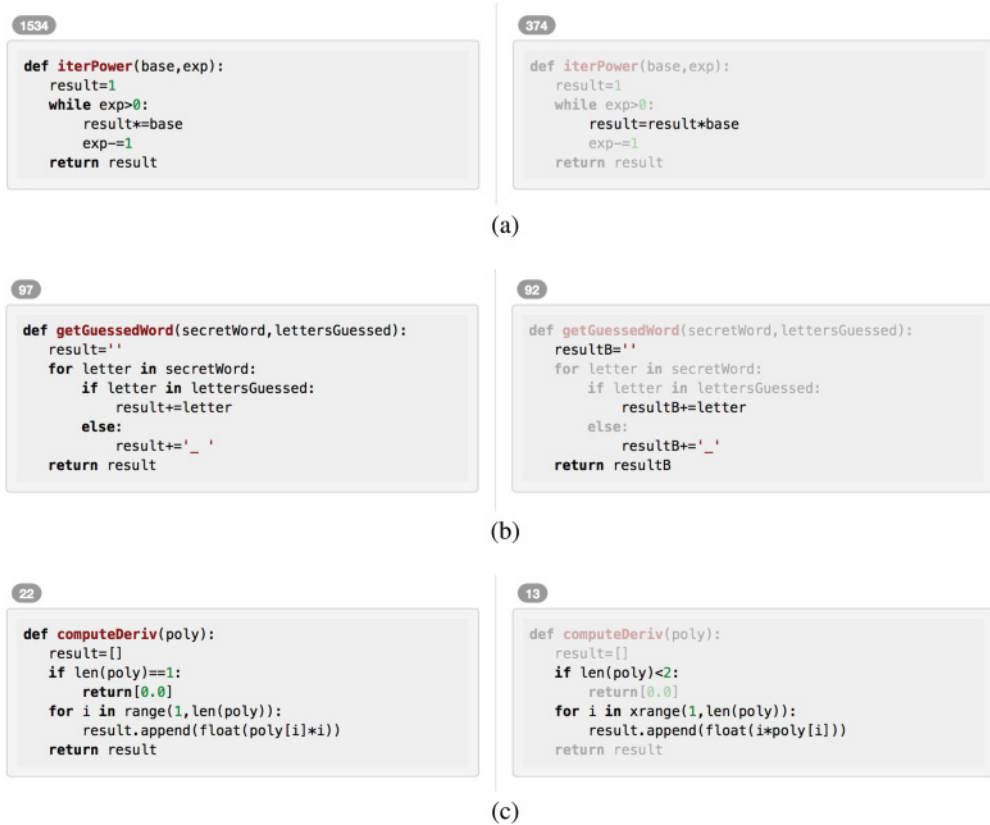 1534
def iterPower(base,exp):
    result=1
    while exp>0:
        result*=base
        exp-=1
    return result
374
def iterPower(base,exp):
    result=1
    while exp>0:
        result=result*base
        exp-=1
    return result
(a)
97
def getGuessedWord(secretWord,lettersGuessed):
    result=''
    for letter in secretWord:
        if letter in lettersGuessed:
            result+=letter
        else:
            result+='_ '
    return result
92
def getGuessedWord(secretWord,lettersGuessed):
    resultB=''
    for letter in secretWord:
        if letter in lettersGuessed:
            resultB+=letter
        else:
            resultB+='_'
    return resultB
(b)
22
def computeDeriv(poly):
    result=[]
    if len(poly)==1:
        return[0.0]
    for i in range(1,len(poly)):
        result.append(float(poly[i]*i))
    return result
13
def computeDeriv(poly):
    result=[]
    if len(poly)<2:
        return[0.0]
    for i in xrange(1,len(poly)):
        result.append(float(i*poly[i]))
    return result
(c)